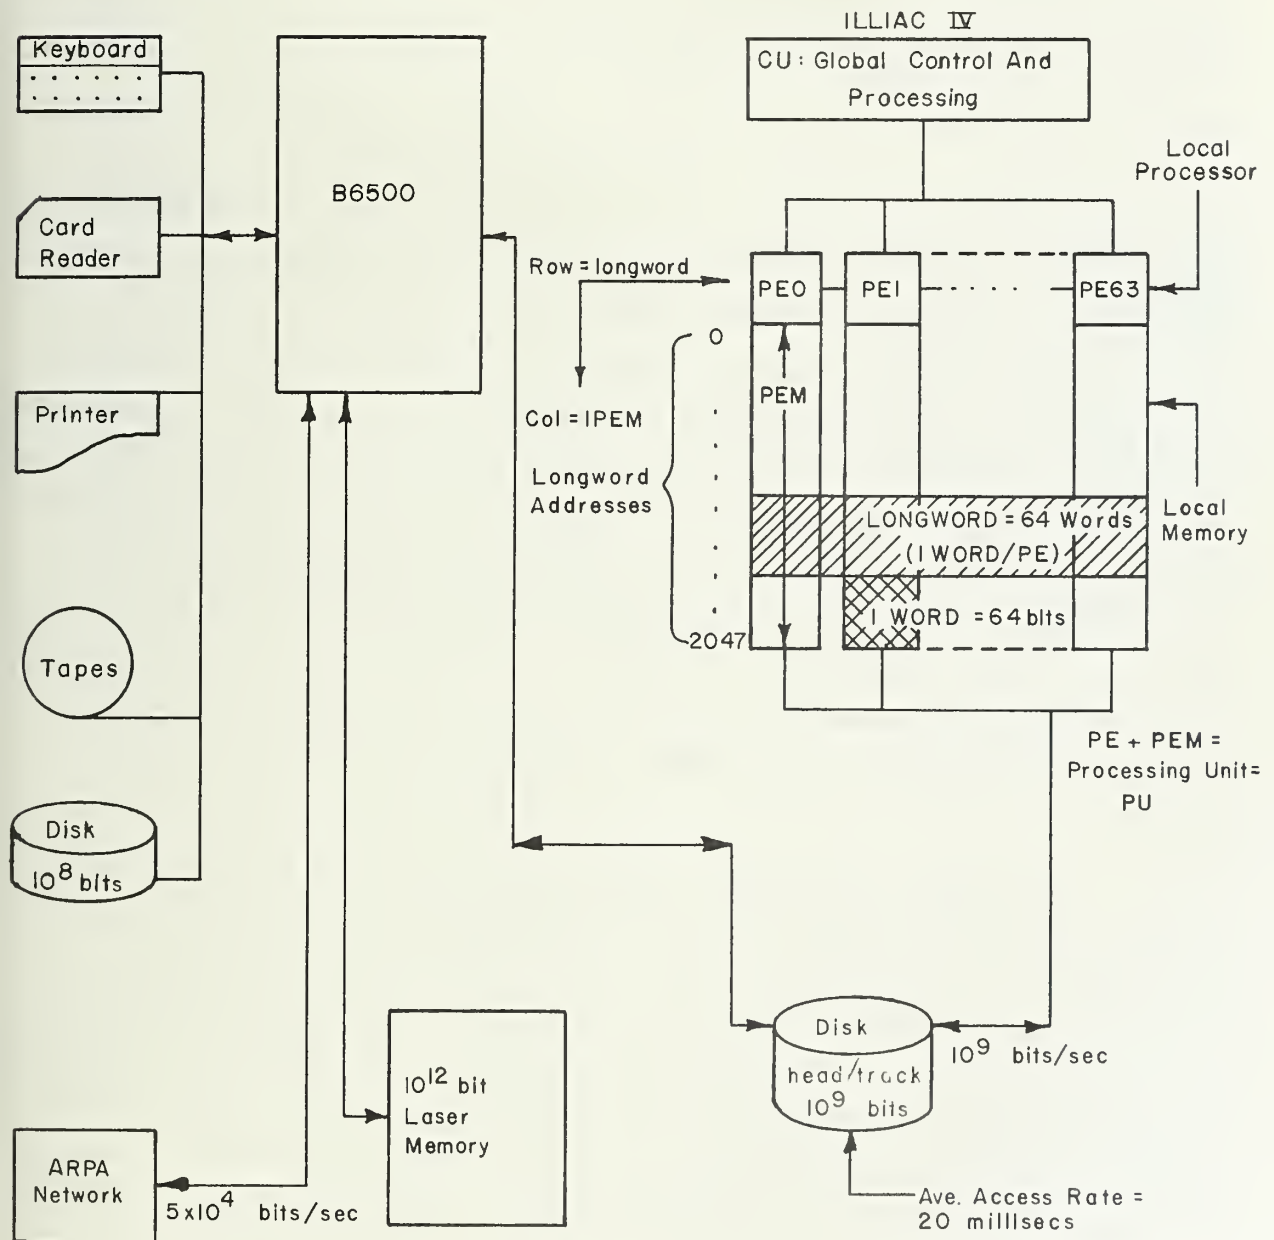 ILLIAC IV
CU: Global Control And
Processing
Keyboard
Card
Reader
Printer
Tapes
Disk
10^8 bits
ARPA
Network
5x10^4 bits/sec
B6500
10^12 bit
Laser
Memory
Local
Processor
Row = longword
Col = 1PEM
PE0
PE1
. . . .
PE63
0
PEM
Longword
Addresses
2047
LONGWORD = 64 Words
(1 WORD/PE)
1 WORD = 64 bits
Local
Memory
PE + PEM =
Processing Unit=
PU
Disk
head/track
10^9 bits
10^9 bits/sec
Ave. Access Rate =
20 millisecs